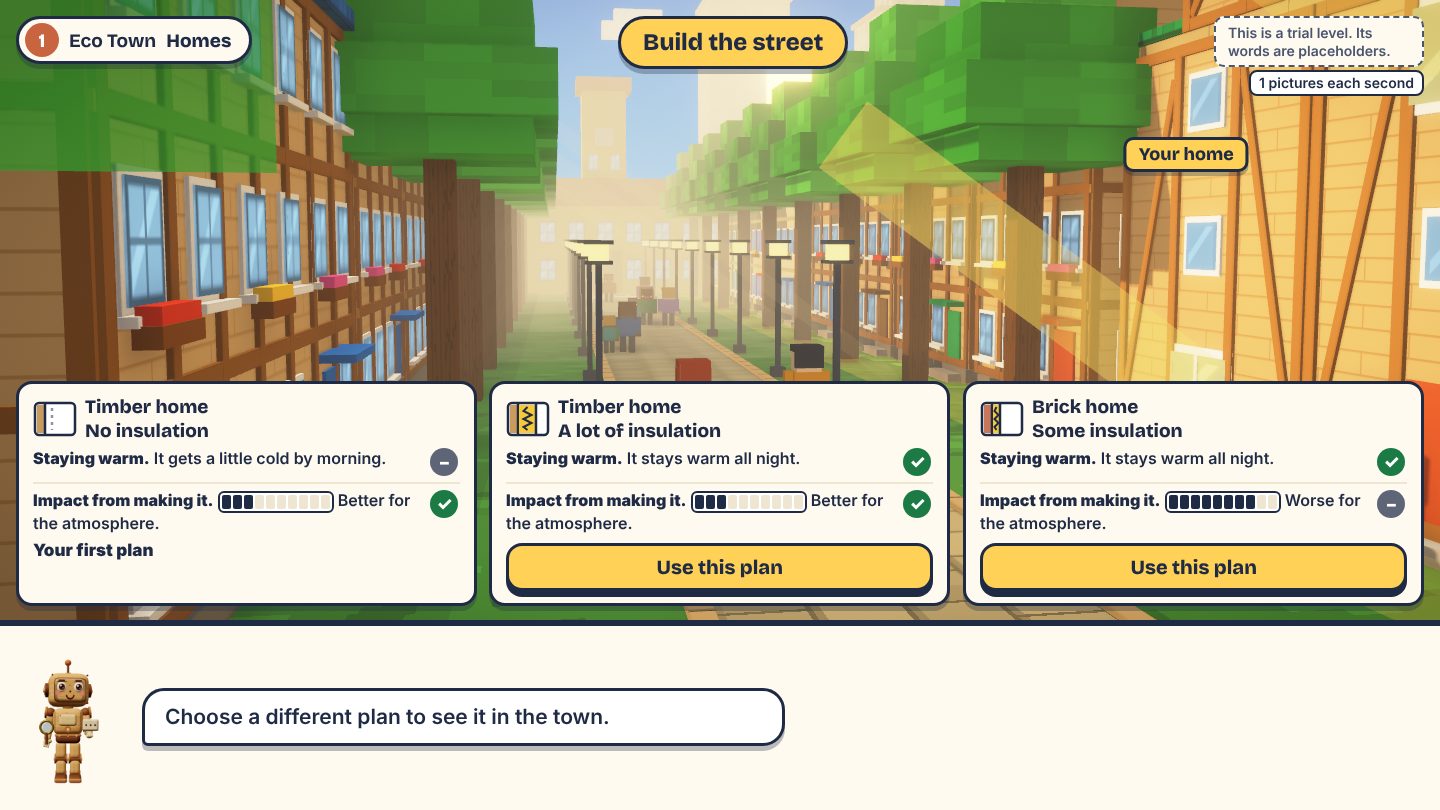 1 Eco Town Homes
Build the street
This is a trial level. Its
words are placeholders.
1 pictures each second
Your home
Timber home
No insulation
Staying warm. It gets a little cold by morning.
Impact from making it. Better for
the atmosphere.
Your first plan
Timber home
A lot of insulation
Staying warm. It stays warm all night.
Impact from making it. Better for
the atmosphere.
Use this plan
Brick home
Some insulation
Staying warm. It stays warm all night.
Impact from making it. Worse for
the atmosphere.
Use this plan
Choose a different plan to see it in the town.